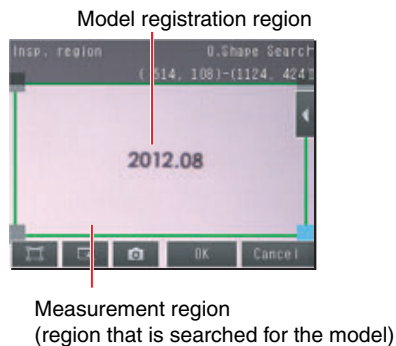 Model registration region
Insp. region
0.Shape Search
( 514, 108)-(1124, 424)
2012.08
OK
Cancel
Measurement region
(region that is searched for the model)